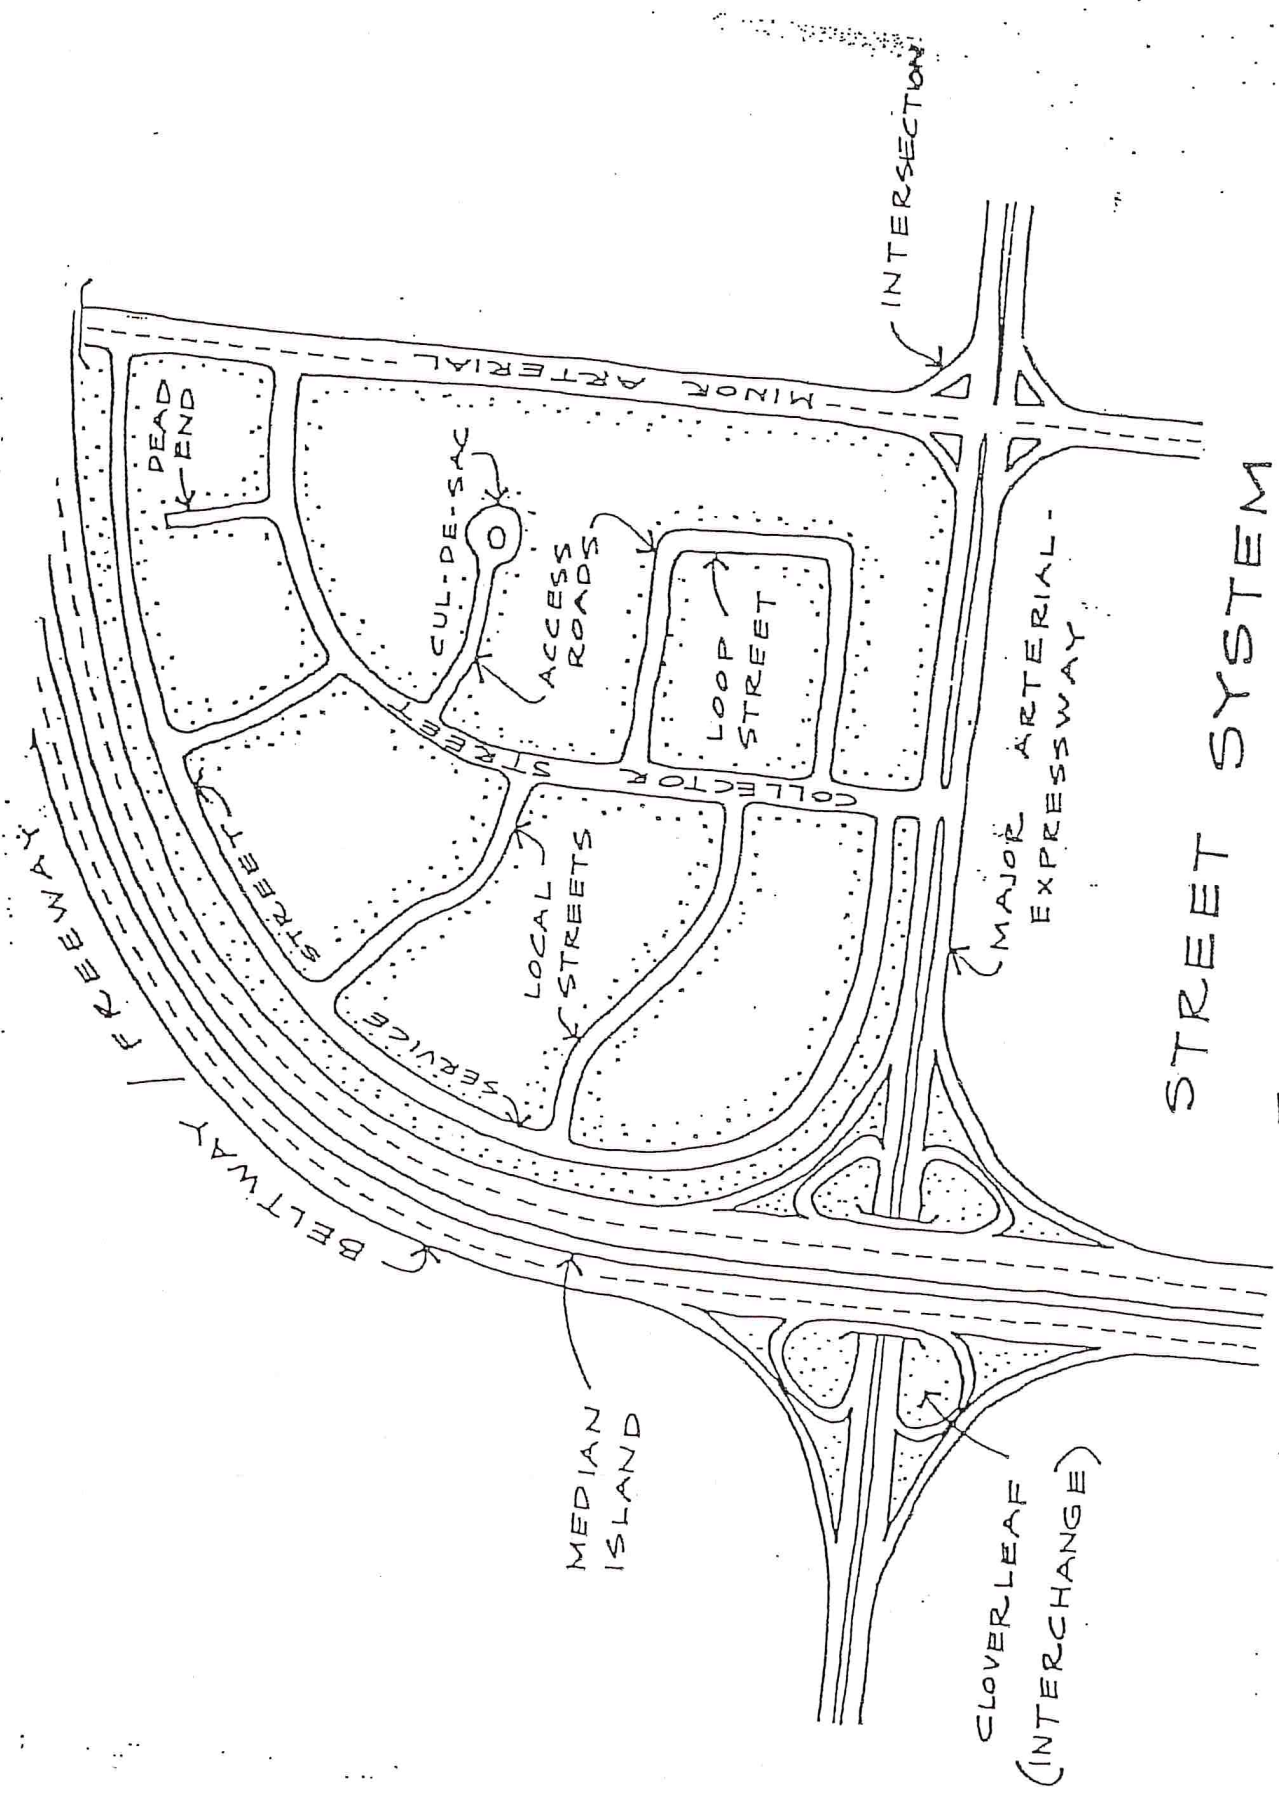 BELTWAY / FREEWAY
SERVICE STREET
DEAD
END
CUL-DE-SAC
ACCESS
ROADS
LOOP
STREET
LOCAL
STREETS
COLLECTOR STREET
MINOR ARTERIAL
INTERSECTION
MEDIAN
ISLAND
MAJOR ARTERIAL-
EXPRESSWAY
CLOVERLEAF
(INTERCHANGE)
STREET SYSTEM